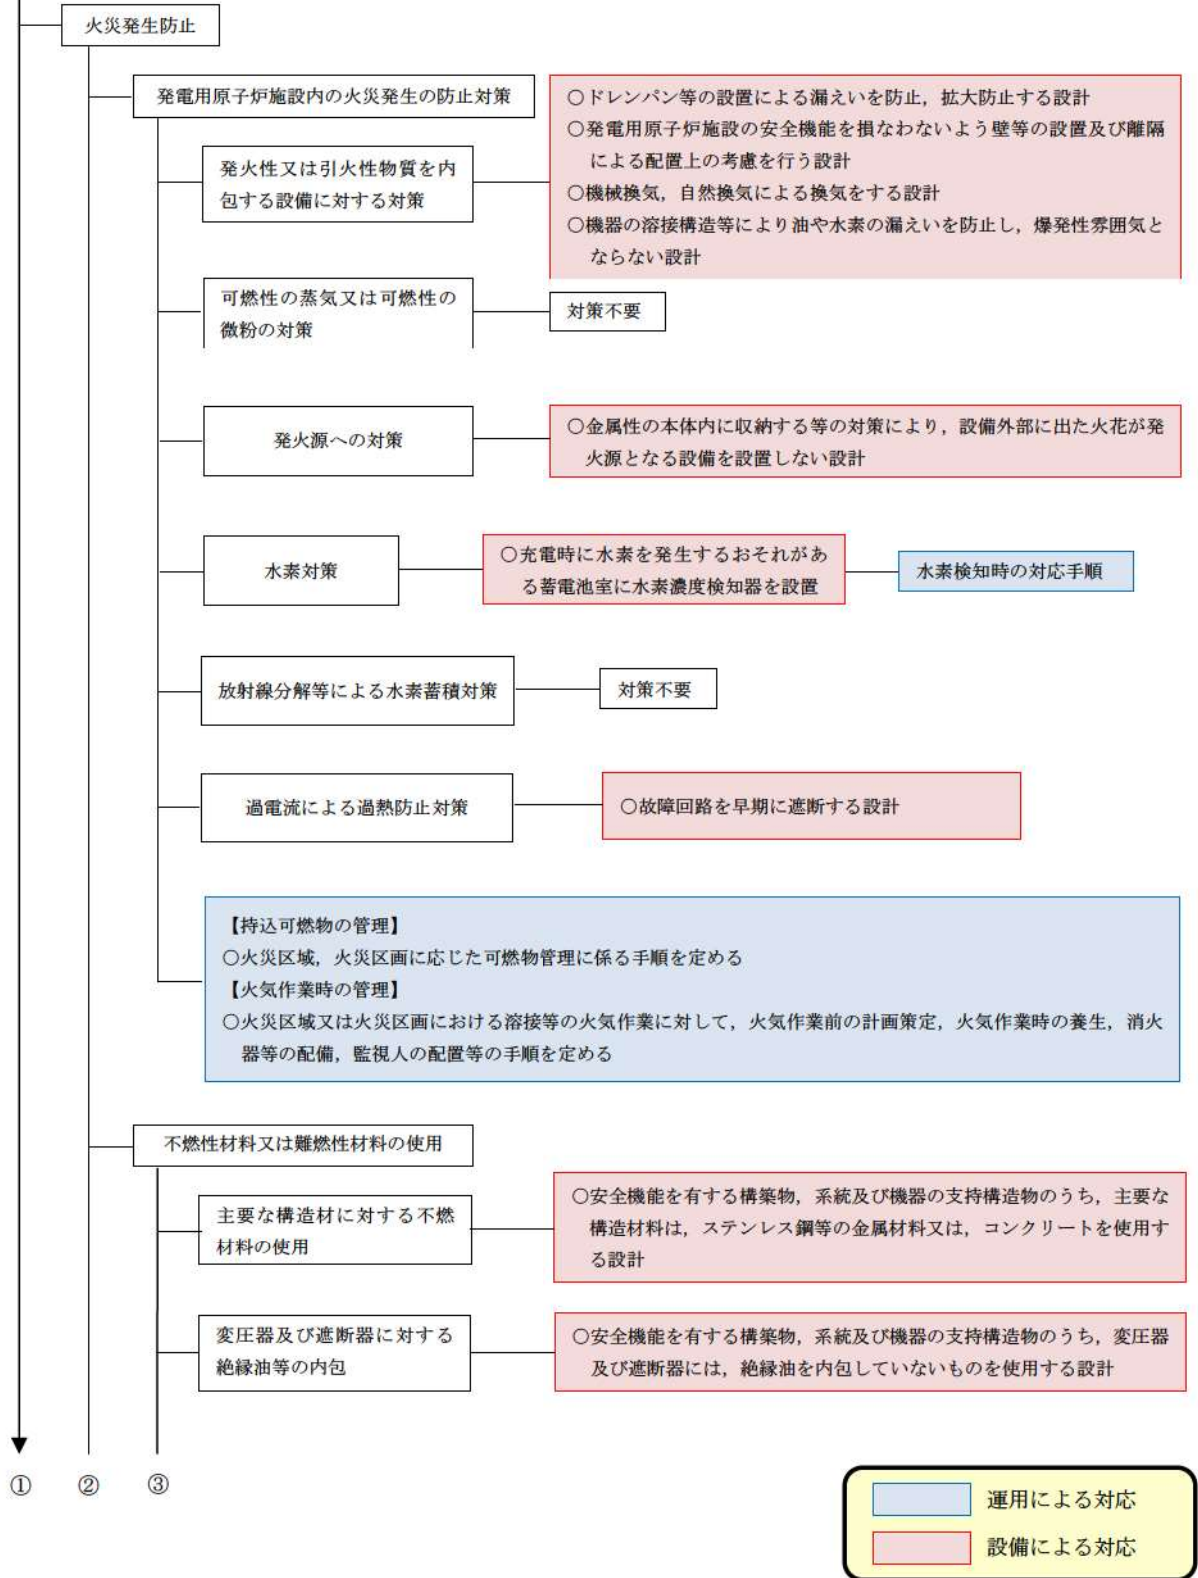 火災発生防止
発電用原子炉施設内の火災発生の防止対策
発火性又は引火性物質を内
包する設備に対する対策
○ドレンパン等の設置による漏えいを防止，拡大防止する設計
○発電用原子炉施設の安全機能を損なわないよう壁等の設置及び離隔
による配置上の考慮を行う設計
○機械換気，自然換気による換気をする設計
○機器の溶接構造等により油や水素の漏えいを防止し，爆発性雰囲気と
ならない設計
可燃性の蒸気又は可燃性の
微粉の対策
対策不要
発火源への対策
○金属性の本体内に収納する等の対策により，設備外部に出た火花が発
火源となる設備を設置しない設計
水素対策
○充電時に水素を発生するおそれがあ
る蓄電池室に水素濃度検知器を設置
水素検知時の対応手順
放射線分解等による水素蓄積対策
対策不要
過電流による過熱防止対策
○故障回路を早期に遮断する設計
【持込可燃物の管理】
○火災区域，火災区画に応じた可燃物管理に係る手順を定める
【火気作業時の管理】
○火災区域又は火災区画における溶接等の火気作業に対して，火気作業前の計画策定，火気作業時の養生，消火
器等の配備，監視人の配置等の手順を定める
不燃性材料又は難燃性材料の使用
主要な構造材に対する不燃
材料の使用
○安全機能を有する構築物，系統及び機器の支持構造物のうち，主要な
構造材料は，ステンレス鋼等の金属材料又は，コンクリートを使用す
る設計
変圧器及び遮断器に対する
絶縁油等の内包
○安全機能を有する構築物，系統及び機器の支持構造物のうち，変圧器
及び遮断器には，絶縁油を内包していないものを使用する設計
① ② ③
運用による対応
設備による対応